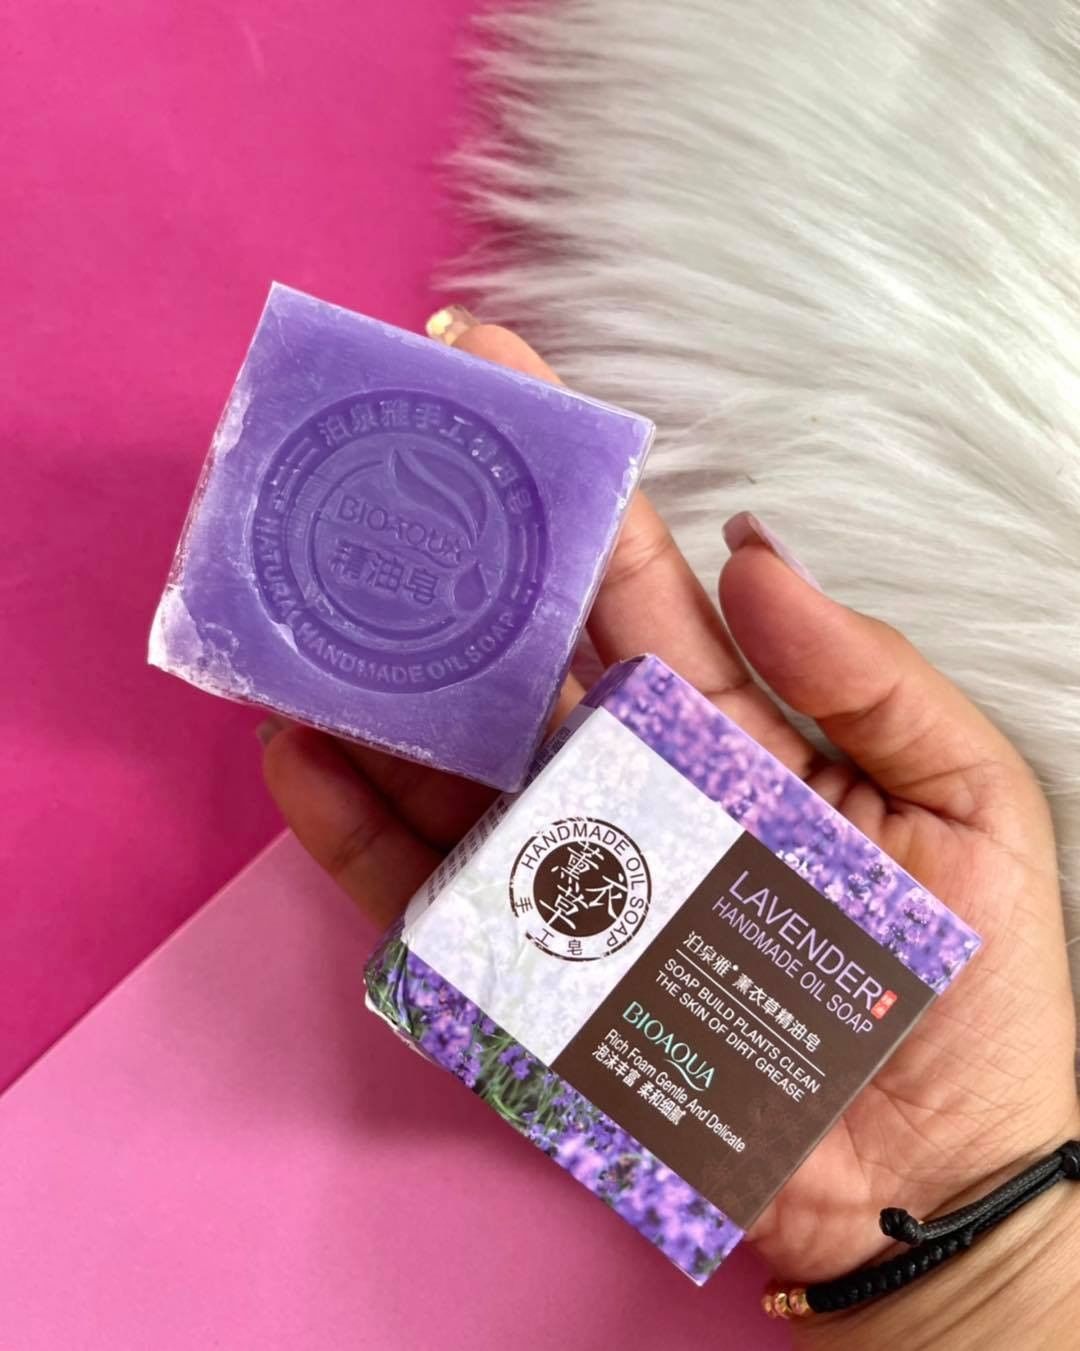 泊泉雅手工精油皂
BIOAQUA
精油皂
NATURAL HANDMADE OIL SOAP
HANDMADE OIL SOAP
薰衣草
手工皂
LAVENDER
HANDMADE OIL SOAP
泊泉雅® 薰衣草精油皂
SOAP BUILD PLANTS CLEAN
THE SKIN OF DIRT GREASE
BIOAQUA
Rich Foam Gentle And Delicate
泡沫丰富 柔和细腻